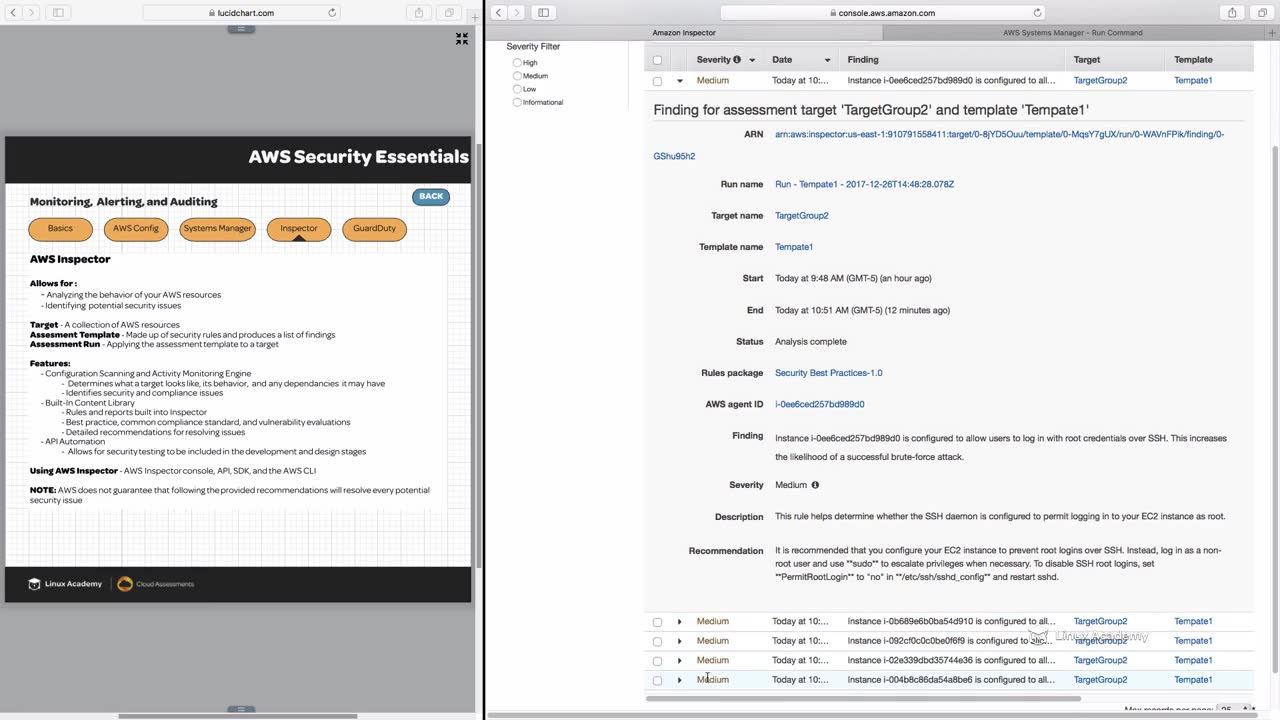 lucidchart.com
console.aws.amazon.com
Amazon Inspector
AWS Systems Manager - Run Command
AWS Security Essentials
BACK
Monitoring, Alerting, and Auditing
Basics
AWS Config
Systems Manager
Inspector
GuardDuty
AWS Inspector
Allows for :
- Analyzing the behavior of your AWS resources
- Identifying potential security issues
Target - A collection of AWS resources
Assesment Template - Made up of security rules and produces a list of findings
Assessment Run - Applying the assessment template to a target
Features:
- Configuration Scanning and Activity Monitoring Engine
- Determines what a target looks like, its behavior, and any dependencies it may have
- Identifies security and compliance issues
- Built-In Content Library
- Rules and reports built into Inspector
- Best practice, common compliance standard, and vulnerability evaluations
- Detailed recommendations for resolving issues
- API Automation
- Allows for security testing to be included in the development and design stages
Using AWS Inspector - AWS Inspector console, API, SDK, and the AWS CLI
NOTE: AWS does not guarantee that following the provided recommendations will resolve every potential
security issue
Linux Academy
Cloud Assessments
Severity Filter
High
Medium
Low
Informational
Severity Date Finding Target Template
Medium Today at 10:... Instance i-0ee6ced257bd989d0 is configured to all... TargetGroup2 Tempate1
Finding for assessment target 'TargetGroup2' and template 'Tempate1'
ARN arn:aws:inspector:us-east-1:910791558411:target/0-8jYD5Ouu/template/0-MqsY7gUX/run/0-WAVnFPik/finding/0-
GShu95h2
Run name Run - Tempate1 - 2017-12-26T14:48:28.078Z
Target name TargetGroup2
Template name Tempate1
Start Today at 9:48 AM (GMT-5) (an hour ago)
End Today at 10:51 AM (GMT-5) (12 minutes ago)
Status Analysis complete
Rules package Security Best Practices-1.0
AWS agent ID i-0ee6ced257bd989d0
Finding Instance i-0ee6ced257bd989d0 is configured to allow users to log in with root credentials over SSH. This increases
the likelihood of a successful brute-force attack.
Severity Medium
Description This rule helps determine whether the SSH daemon is configured to permit logging in to your EC2 instance as root.
Recommendation It is recommended that you configure your EC2 instance to prevent root logins over SSH. Instead, log in as a non-
root user and use **sudo** to escalate privileges when necessary. To disable SSH root logins, set
**PermitRootLogin** to "no" in **/etc/ssh/sshd_config** and restart sshd.
Medium Today at 10:... Instance i-0b689e6b0ba54d910 is configured to all... TargetGroup2 Tempate1
Medium Today at 10:... Instance i-092cf0c0c0be0f6f9 is configured to TargetGroup2 Tempate1
Linux Academy
Medium Today at 10:... Instance i-02e339dbd35744e36 is configured to all... TargetGroup2 Tempate1
Medium Today at 10:... Instance i-004b8c86da54a8be6 is configured to all... TargetGroup2 Tempate1